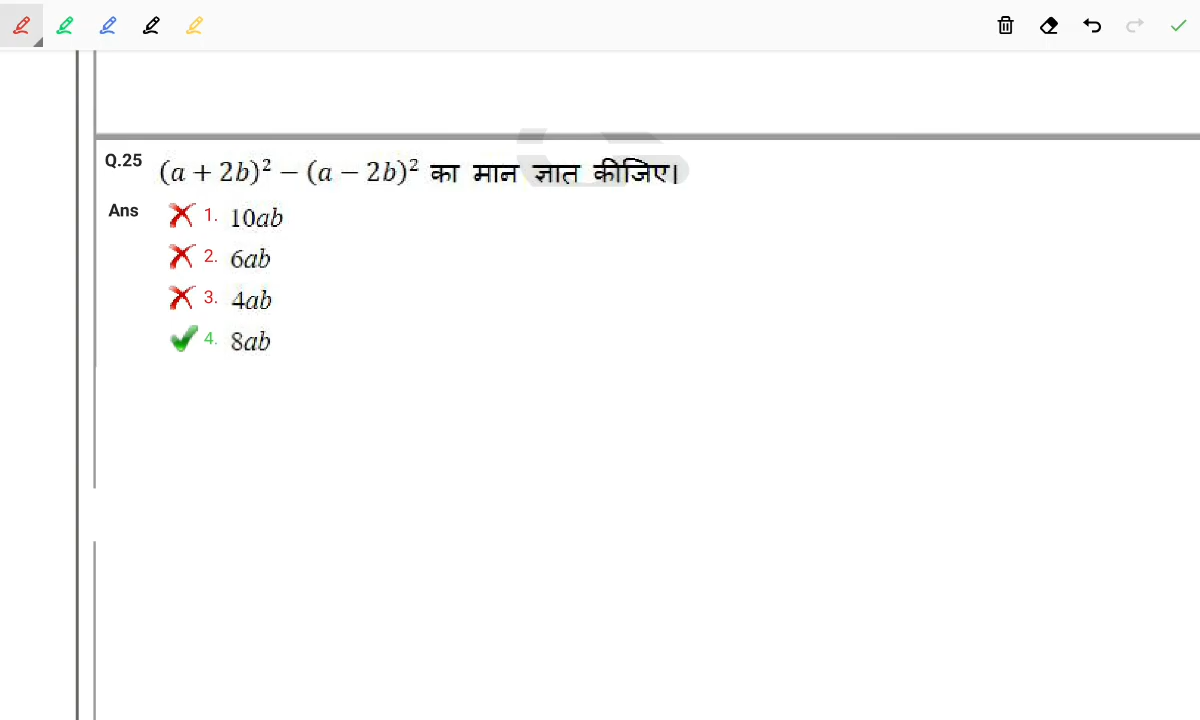 Q.25 (a + 2b)² − (a − 2b)² का मान ज्ञात कीजिए।
Ans 1. 10ab
2. 6ab
3. 4ab
4. 8ab